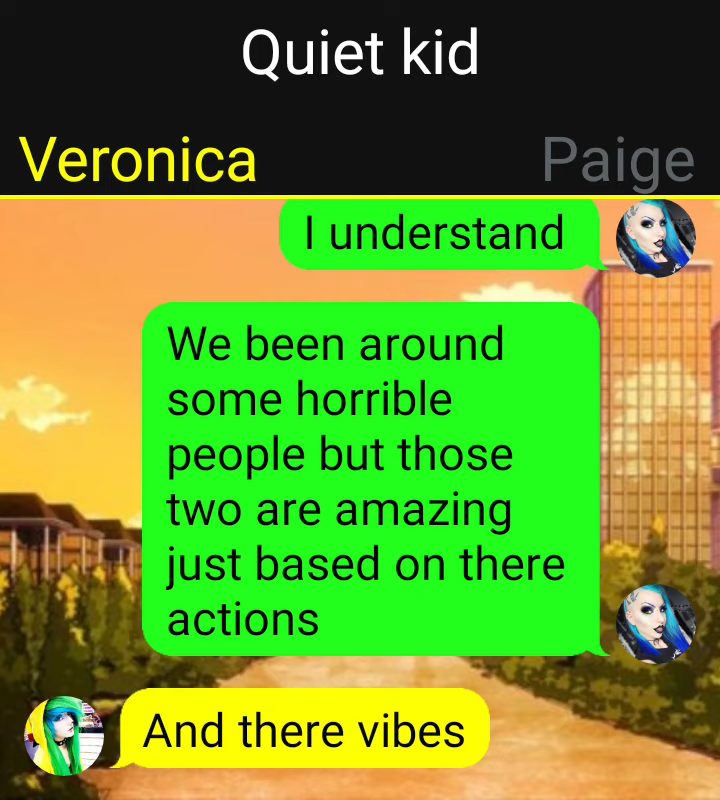 Quiet kid
Veronica
Paige
I understand
We been around
some horrible
people but those
two are amazing
just based on there
actions
And there vibes